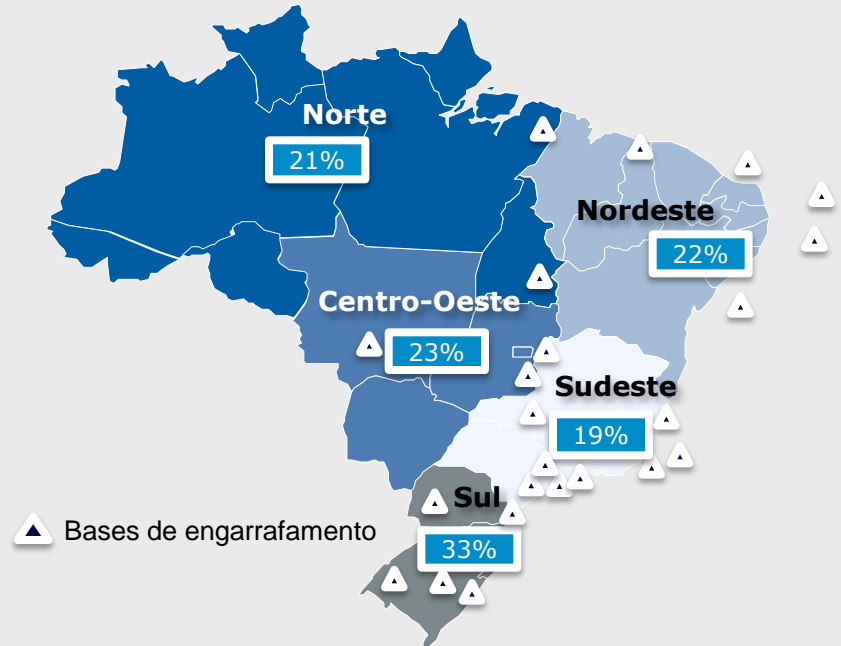 Norte
21%
Nordeste
22%
Centro-Oeste
23%
Sudeste
19%
Sul
33%
Bases de engarrafamento